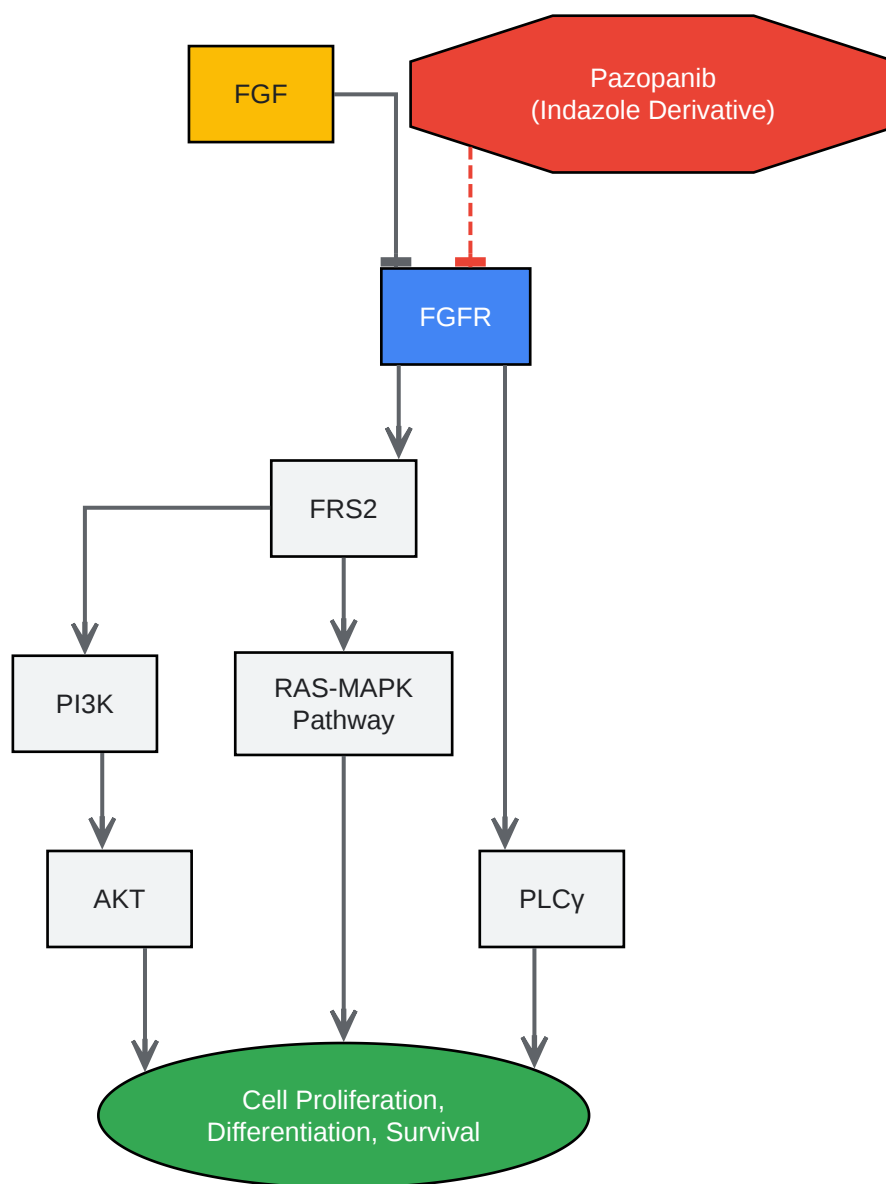 FGF
Pazopanib
(Indazole Derivative)
FGFR
FRS2
PI3K
RAS-MAPK
Pathway
AKT
PLCγ
Cell Proliferation,
Differentiation, Survival